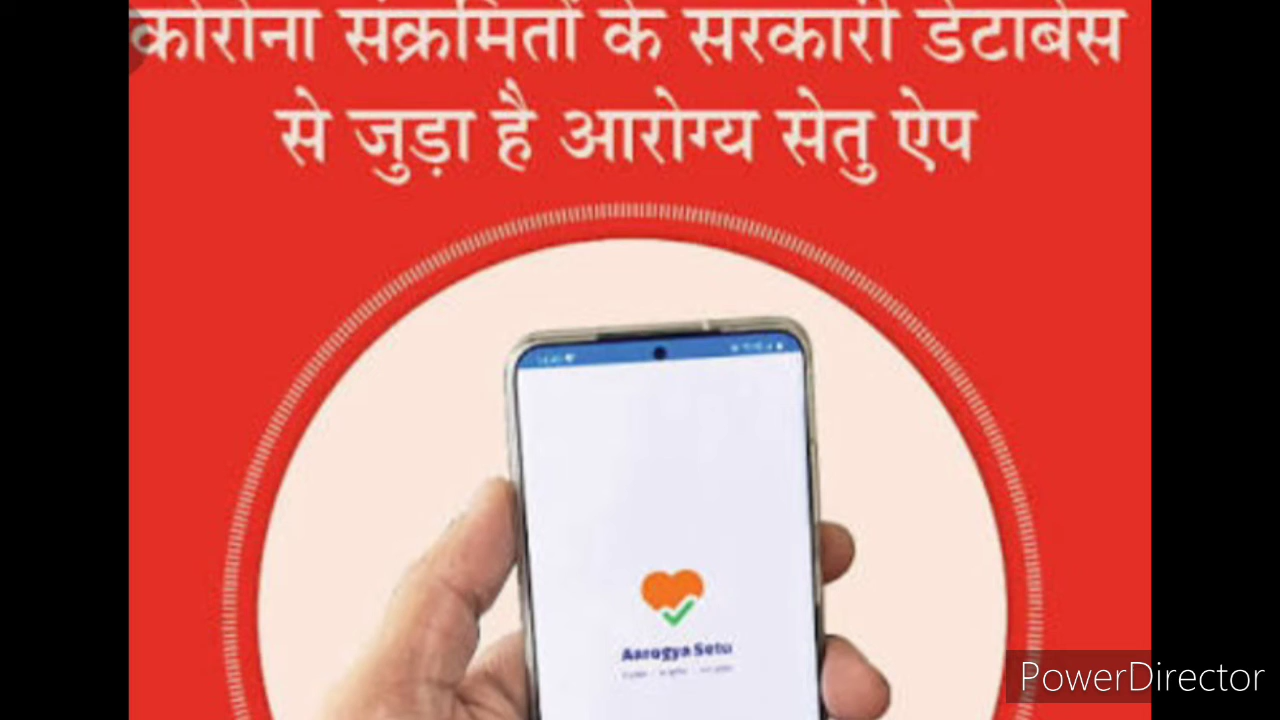 कोरोना संक्रमितों के सरकारी डेटाबेस
से जुड़ा है आरोग्य सेतु ऐप
Aarogya Setu
PowerDirector